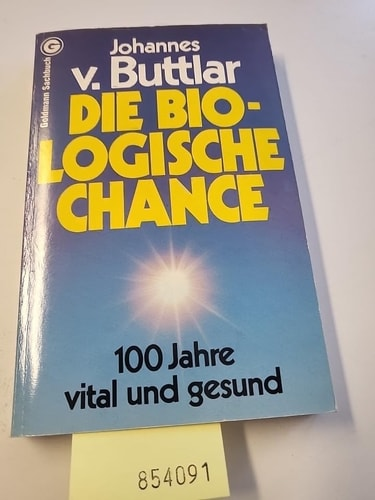 G
Goldmann Sachbuch
Johannes
v. Buttlar
DIE BIO-
LOGISCHE
CHANCE
100 Jahre
vital und gesund
854091